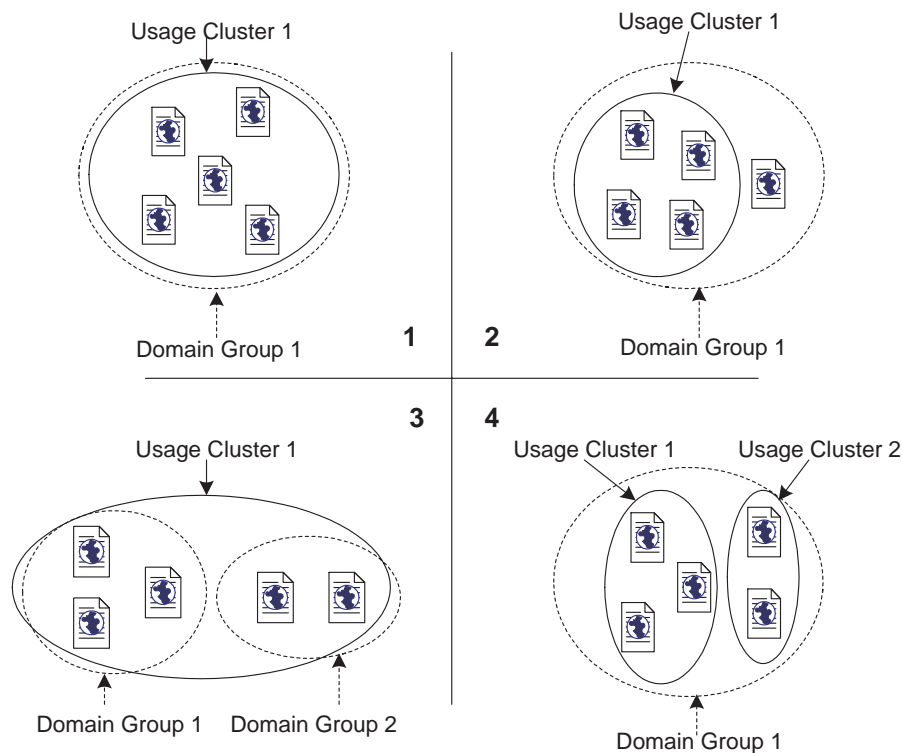 Usage Cluster 1
Domain Group 1
1
Usage Cluster 1
2
Domain Group 1
3
Usage Cluster 1
Domain Group 1
Domain Group 2
4
Usage Cluster 1
Usage Cluster 2
Domain Group 1